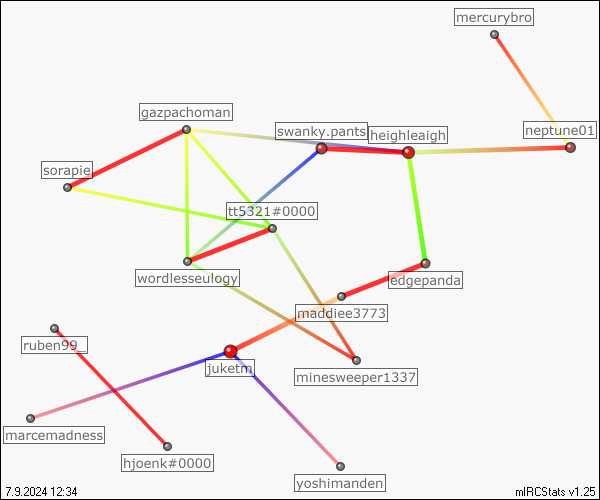 mercurybro
gazpachoman
swanky.pants
heighleaigh
neptune01
sorapie
tt5321#0000
wordlesseulogy
edgepanda
maddiee3773
ruben99_
juketm
minesweeper1337
marcemadness
hjoenk#0000
yoshimanden
7.9.2024 12:34
mIRCStats v1.25